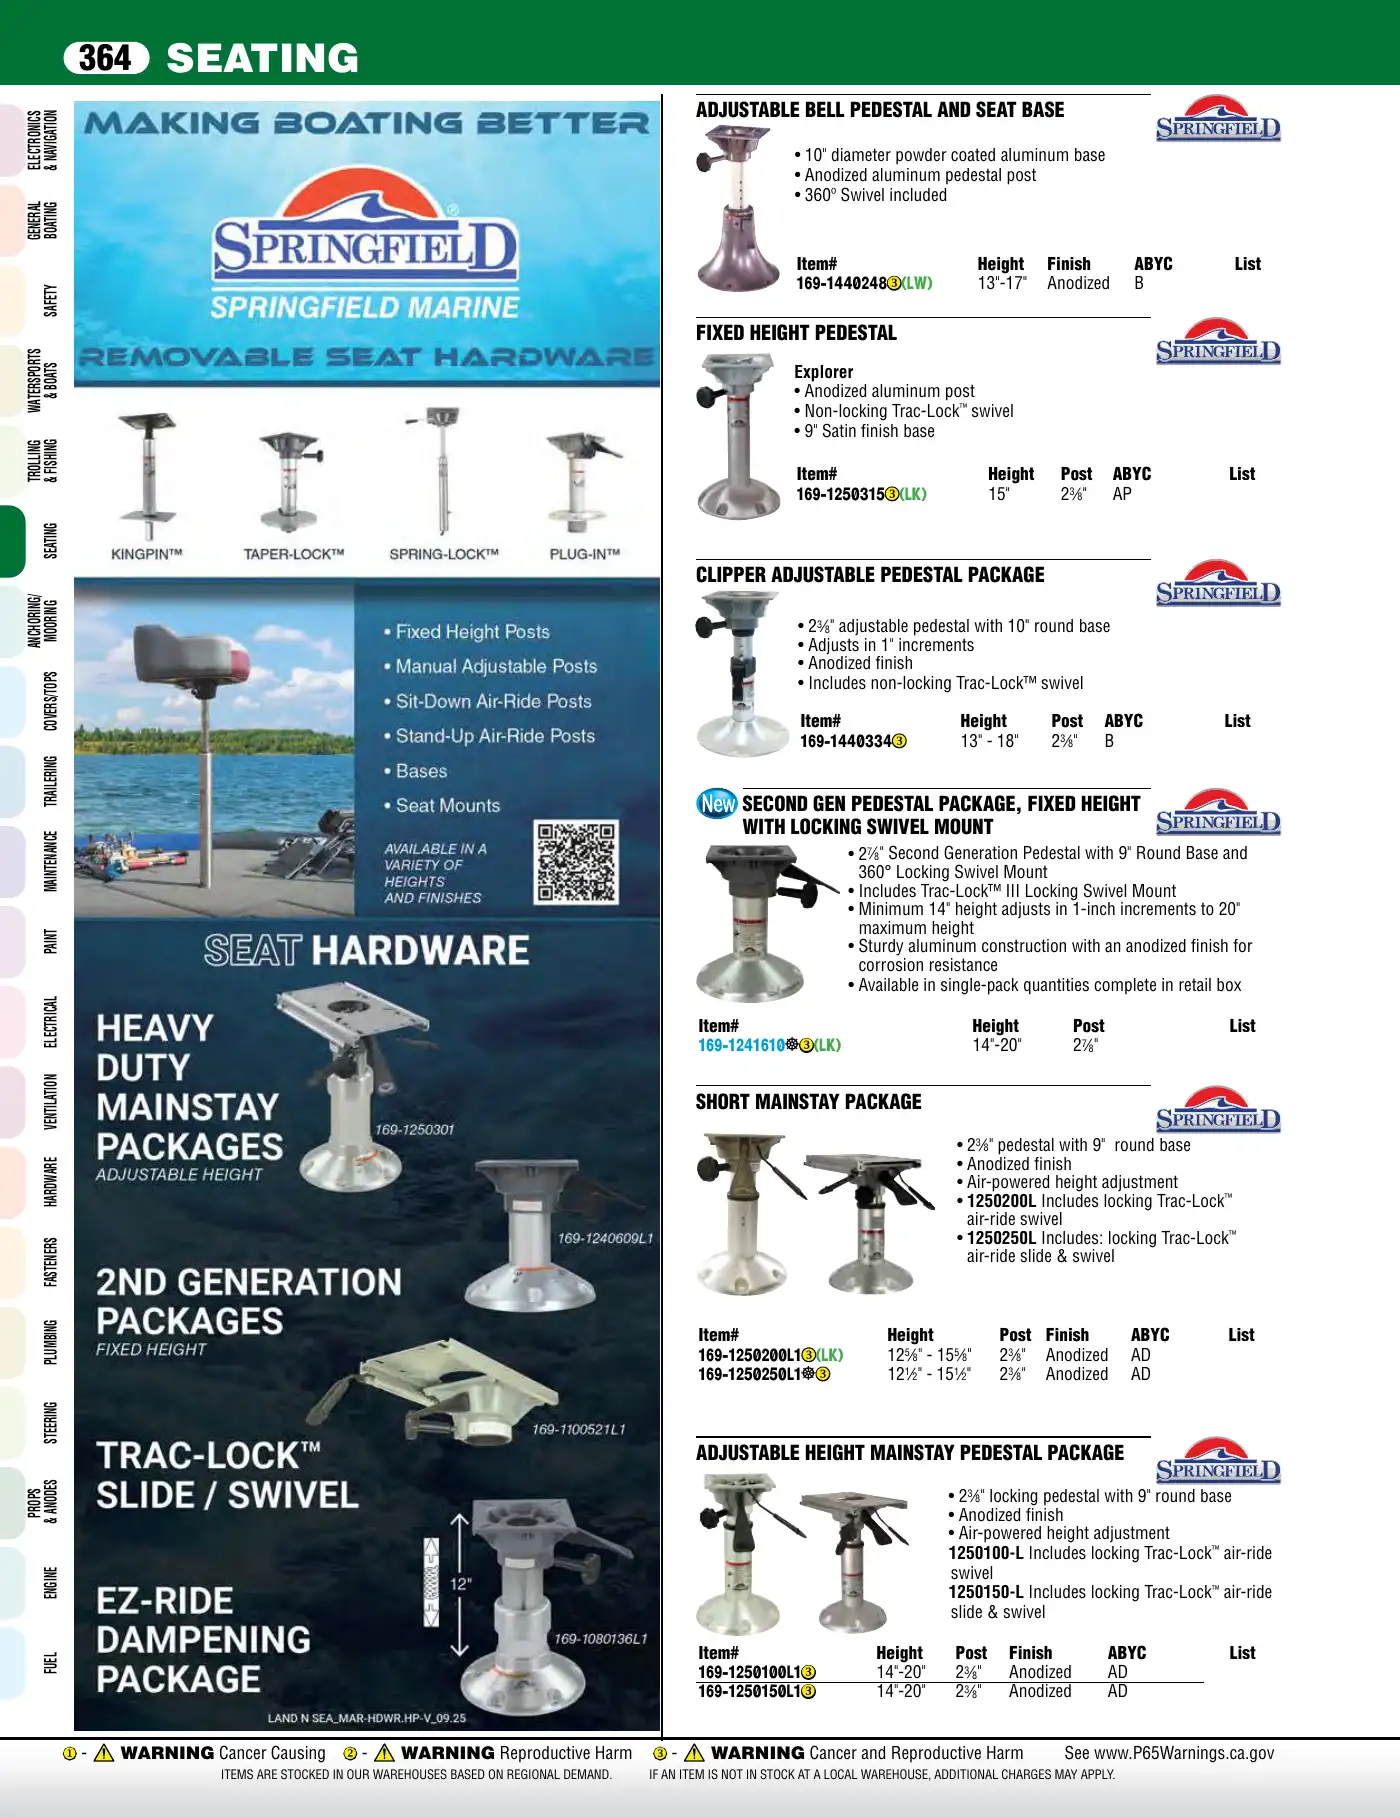 364 SEATING
ELECTRONICS
& NAVIGATION
GENERAL
BOATING
SAFETY
WATERSPORTS
& BOATS
TROLLING
& FISHING
SEATING
ANCHORING/
MOORING
COVERS/TOPS
TRAILERING
MAINTENANCE
PAINT
ELECTRICAL
VENTILATION
HARDWARE
FASTENERS
PLUMBING
STEERING
PROPS
& ANODES
ENGINE
FUEL
MAKING BOATING BETTER
SPRINGFIELD
SPRINGFIELD MARINE
REMOVABLE SEAT HARDWARE
KINGPIN™ TAPER-LOCK™ SPRING-LOCK™ PLUG-IN™
• Fixed Height Posts
• Manual Adjustable Posts
• Sit-Down Air-Ride Posts
• Stand-Up Air-Ride Posts
• Bases
• Seat Mounts
AVAILABLE IN A
VARIETY OF
HEIGHTS
AND FINISHES
SEAT HARDWARE
HEAVY
DUTY
MAINSTAY
PACKAGES
ADJUSTABLE HEIGHT
169-1250301
169-1240609L1
2ND GENERATION
PACKAGES
FIXED HEIGHT
169-1100521L1
TRAC-LOCK™
SLIDE / SWIVEL
12"
EZ-RIDE
DAMPENING
PACKAGE
169-1080136L1
LAND N SEA_MAR-HDWR.HP-V_09.25
ADJUSTABLE BELL PEDESTAL AND SEAT BASE
SPRINGFIELD
• 10" diameter powder coated aluminum base
• Anodized aluminum pedestal post
• 360º Swivel included
Item# Height Finish ABYC List
169-1440248 3 (LW) 13"-17" Anodized B
FIXED HEIGHT PEDESTAL
SPRINGFIELD
Explorer
• Anodized aluminum post
• Non-locking Trac-Lock™ swivel
• 9" Satin finish base
Item# Height Post ABYC List
169-1250315 3 (LK) 15" 2⅜" AP
CLIPPER ADJUSTABLE PEDESTAL PACKAGE
SPRINGFIELD
• 2⅜" adjustable pedestal with 10" round base
• Adjusts in 1" increments
• Anodized finish
• Includes non-locking Trac-Lock™ swivel
Item# Height Post ABYC List
169-1440334 3 13" - 18" 2⅜" B
New SECOND GEN PEDESTAL PACKAGE, FIXED HEIGHT
WITH LOCKING SWIVEL MOUNT
SPRINGFIELD
• 2⅞" Second Generation Pedestal with 9" Round Base and
360° Locking Swivel Mount
• Includes Trac-Lock™ III Locking Swivel Mount
• Minimum 14" height adjusts in 1-inch increments to 20"
maximum height
• Sturdy aluminum construction with an anodized finish for
corrosion resistance
• Available in single-pack quantities complete in retail box
Item# Height Post List
169-1241610 3 (LK) 14"-20" 2⅞"
SHORT MAINSTAY PACKAGE
SPRINGFIELD
• 2⅜" pedestal with 9" round base
• Anodized finish
• Air-powered height adjustment
• 1250200L Includes locking Trac-Lock™
air-ride swivel
• 1250250L Includes: locking Trac-Lock™
air-ride slide & swivel
Item# Height Post Finish ABYC List
169-1250200L1 3 (LK) 12⅝" - 15⅝" 2⅜" Anodized AD
169-1250250L1 3 12½" - 15½" 2⅜" Anodized AD
ADJUSTABLE HEIGHT MAINSTAY PEDESTAL PACKAGE
SPRINGFIELD
• 2⅜" locking pedestal with 9" round base
• Anodized finish
• Air-powered height adjustment
1250100-L Includes locking Trac-Lock™ air-ride
swivel
1250150-L Includes locking Trac-Lock™ air-ride
slide & swivel
Item# Height Post Finish ABYC List
169-1250100L1 3 14"-20" 2⅜" Anodized AD
169-1250150L1 3 14"-20" 2⅜" Anodized AD
1 - WARNING Cancer Causing 2 - WARNING Reproductive Harm 3 - WARNING Cancer and Reproductive Harm See www.P65Warnings.ca.gov
ITEMS ARE STOCKED IN OUR WAREHOUSES BASED ON REGIONAL DEMAND. IF AN ITEM IS NOT IN STOCK AT A LOCAL WAREHOUSE, ADDITIONAL CHARGES MAY APPLY.